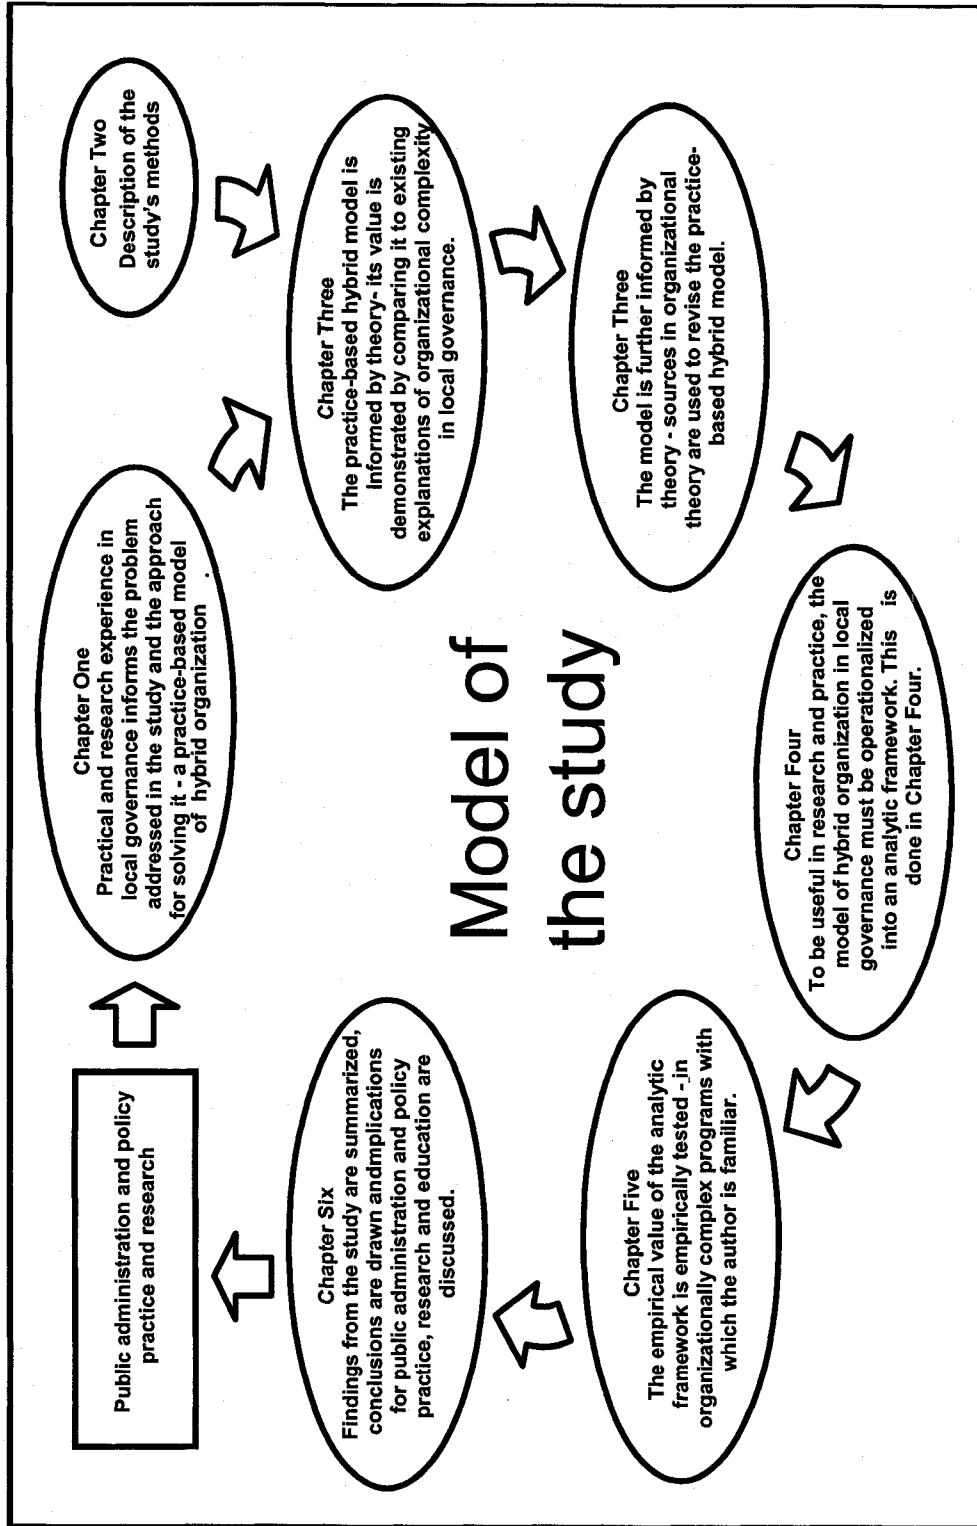 Public administration and policy
practice and research
Chapter One
Practical and research experience in
local governance informs the problem
addressed in the study and the approach
for solving it - a practice-based model
of hybrid organization
Chapter Two
Description of the
study's methods
Chapter Three
The practice-based hybrid model is
Informed by theory- its value is
demonstrated by comparing it to existing
explanations of organizational complexity
in local governance.
Chapter Three
The model is further informed by
theory - sources in organizational
theory are used to revise the practice-
based hybrid model.
Chapter Four
To be useful in research and practice, the
model of hybrid organization in local
governance must be operationalized
into an analytic framework. This is
done in Chapter Four.
Chapter Five
The empirical value of the analytic
framework is empirically tested - in
organizationally complex programs with
which the author is familiar.
Chapter Six
Findings from the study are summarized,
conclusions are drawn andmplications
for public administration and policy
practice, research and education are
discussed.
Model of
the study